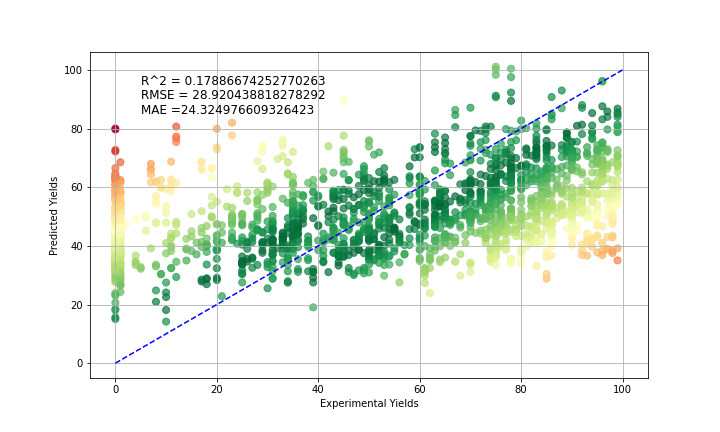 R^2 = 0.17886674252770263
RMSE = 28.920438818278292
MAE =24.324976609326423
100
80
60
40
20
0
Predicted Yields
0 20 40 60 80 100
Experimental Yields